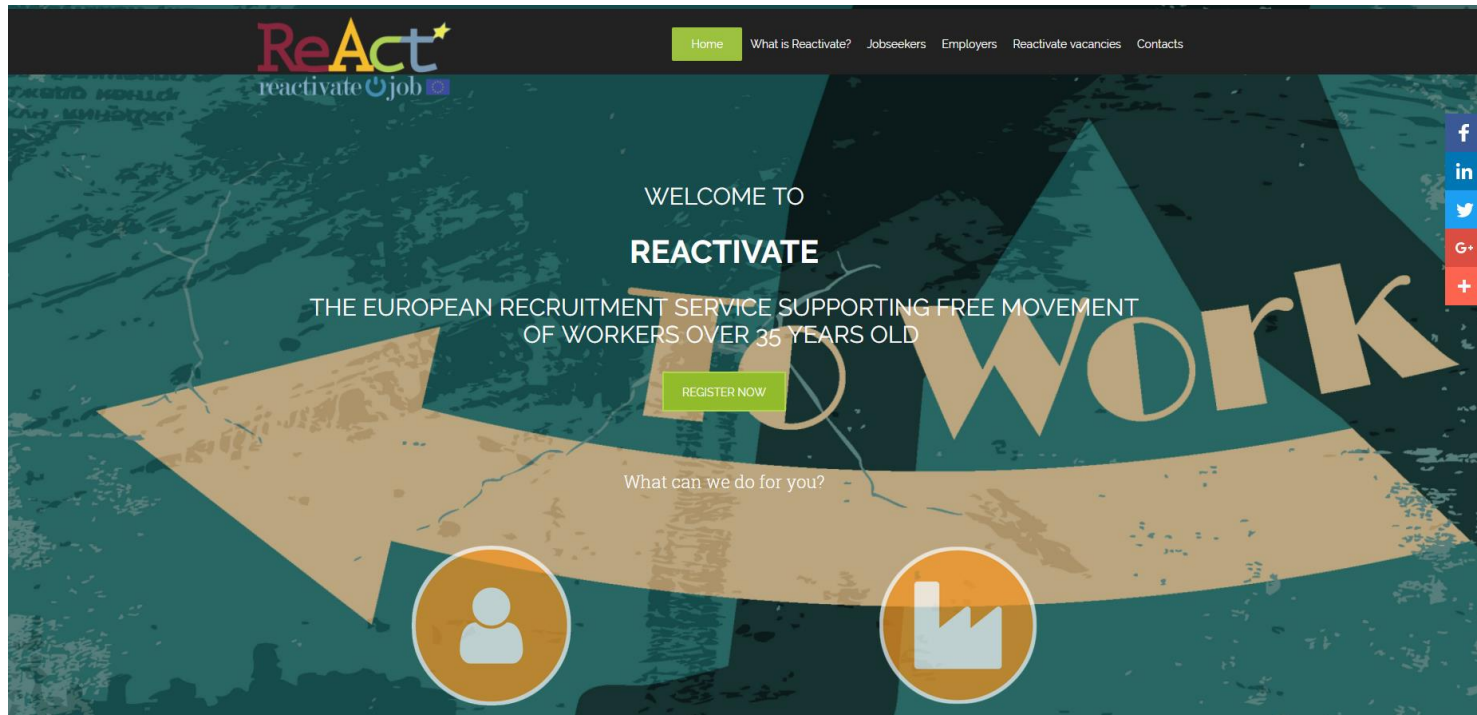 ReAct
reactivate job
Home What is Reactivate? Jobseekers Employers Reactivate vacancies Contacts
WELCOME TO
REACTIVATE
THE EUROPEAN RECRUITMENT SERVICE SUPPORTING FREE MOVEMENT
OF WORKERS OVER 35 YEARS OLD
To Work
REGISTER NOW
What can we do for you?
f
in
G+
+